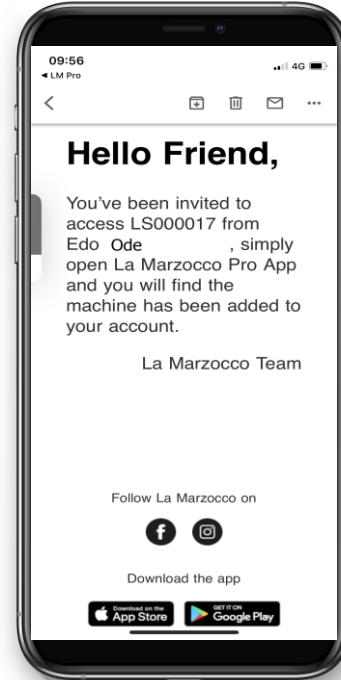 09:56
4G
◄ LM Pro
Hello Friend,
You've been invited to
access LS000017 from
Edo Ode , simply
open La Marzocco Pro App
and you will find the
machine has been added to
your account.
La Marzocco Team
Follow La Marzocco on
Download the app
Download on the
App Store
GET IT ON
Google Play